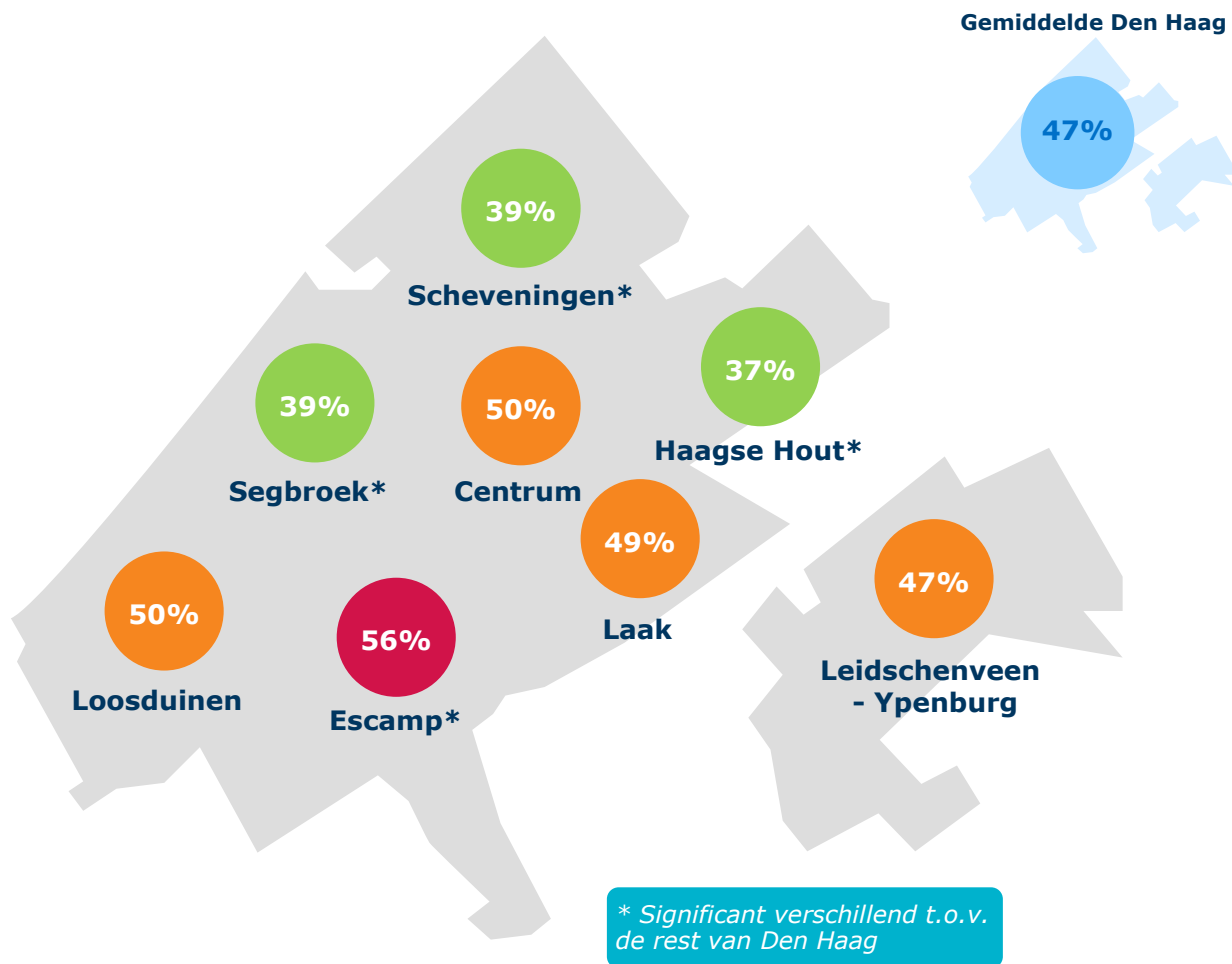 Gemiddelde Den Haag
47%
39%
Scheveningen*
37%
Haagse Hout*
39%
Segbroek*
50%
Centrum
49%
Laak
47%
Leidschenveen
- Ypenburg
50%
Loosduinen
56%
Escamp*
* Significant verschillend t.o.v.
de rest van Den Haag